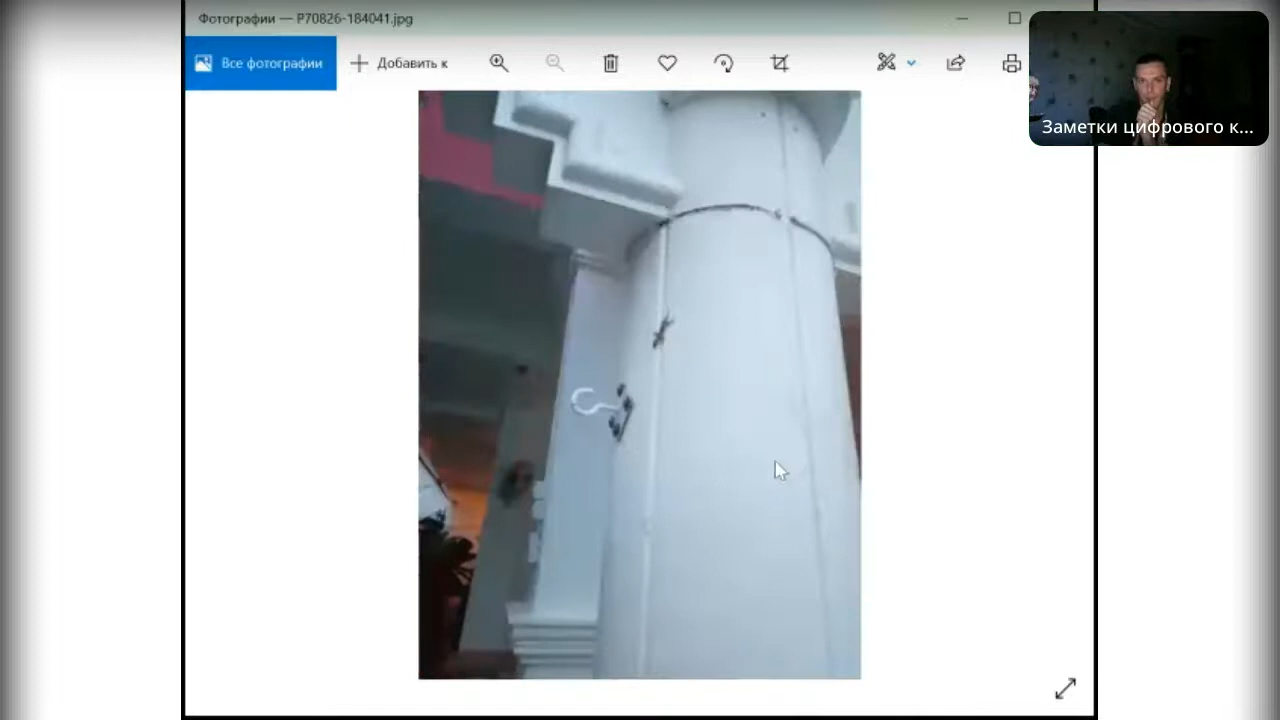 Фотографии — P70826-184041.jpg
Все фотографии
Добавить к
Заметки цифрового к...